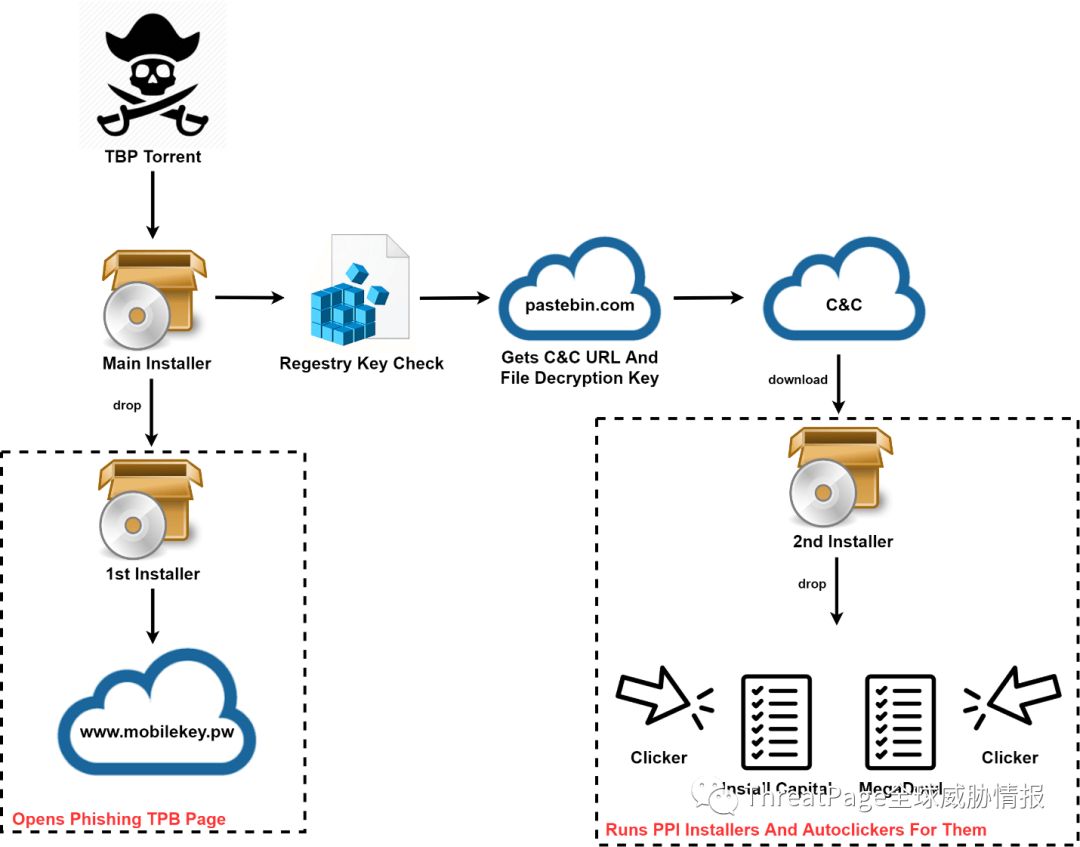 TBP Torrent
Main Installer
Regestry Key Check
pastebin.com
Gets C&C URL And
File Decryption Key
C&C
drop
download
1st Installer
www.mobilekey.pw
Opens Phishing TPB Page
2nd Installer
drop
Clicker
Install Capital
MegaDowl
Clicker
ThreatPage全球威胁情报
Runs PPI Installers And Autoclickers For Them